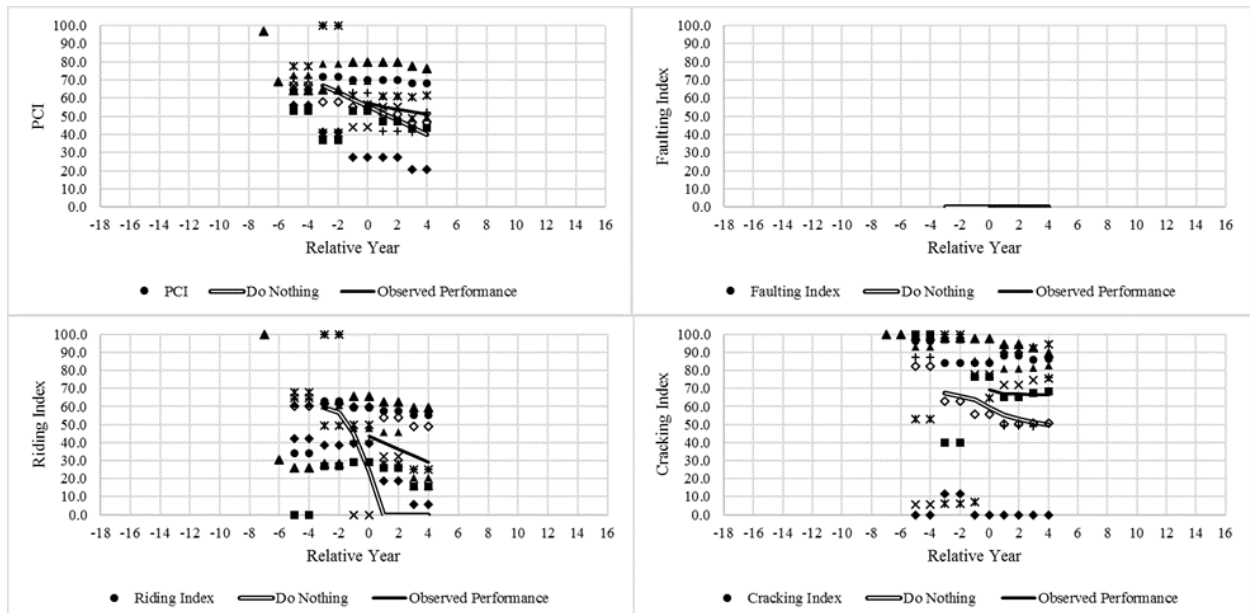 100.0
90.0
80.0
70.0
60.0
50.0
40.0
30.0
20.0
10.0
0.0
PCI
-18 -16 -14 -12 -10 -8 -6 -4 -2 0 2 4 6 8 10 12 14 16
Relative Year
PCI Do Nothing Observed Performance
100.0
90.0
80.0
70.0
60.0
50.0
40.0
30.0
20.0
10.0
0.0
Faulting Index
-18 -16 -14 -12 -10 -8 -6 -4 -2 0 2 4 6 8 10 12 14 16
Relative Year
Faulting Index Do Nothing Observed Performance
100.0
90.0
80.0
70.0
60.0
50.0
40.0
30.0
20.0
10.0
0.0
Riding Index
-18 -16 -14 -12 -10 -8 -6 -4 -2 0 2 4 6 8 10 12 14 16
Relative Year
Riding Index Do Nothing Observed Performance
100.0
90.0
80.0
70.0
60.0
50.0
40.0
30.0
20.0
10.0
0.0
Cracking Index
-18 -16 -14 -12 -10 -8 -6 -4 -2 0 2 4 6 8 10 12 14 16
Relative Year
Cracking Index Do Nothing Observed Performance